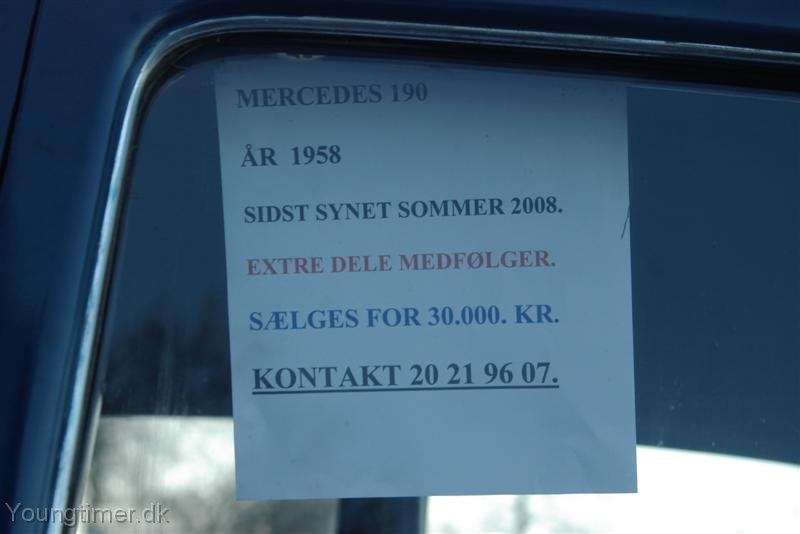 MERCEDES 190
ÅR 1958
SIDST SYNET SOMMER 2008.
EXTRE DELE MEDFØLGER.
SÆLGES FOR 30.000. KR.
KONTAKT 20 21 96 07.
Youngtimer.dk